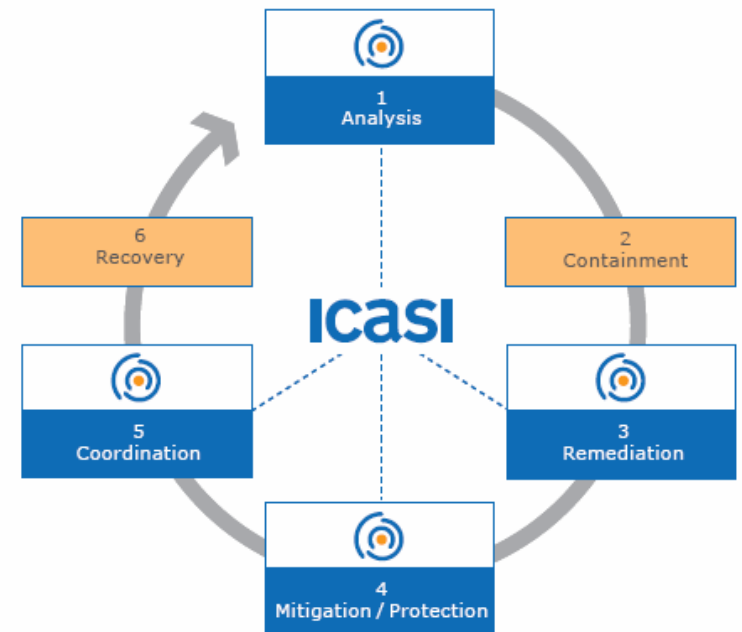 1
Analysis
6
Recovery
2
Containment
ICASI
5
Coordination
3
Remediation
4
Mitigation / Protection